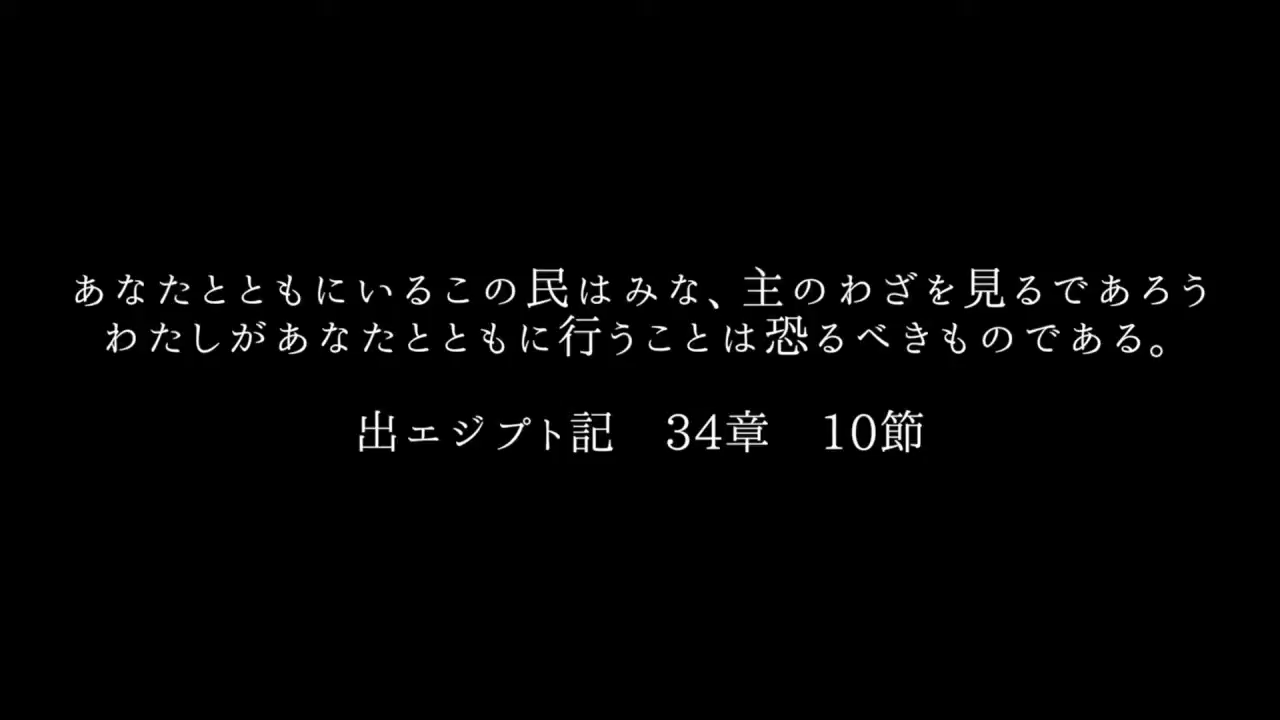 あなたとともにいるこの民はみな、主のわざを見るであろう
わたしがあなたとともに行うことは恐るべきものである。
出エジプト記　34章　10節